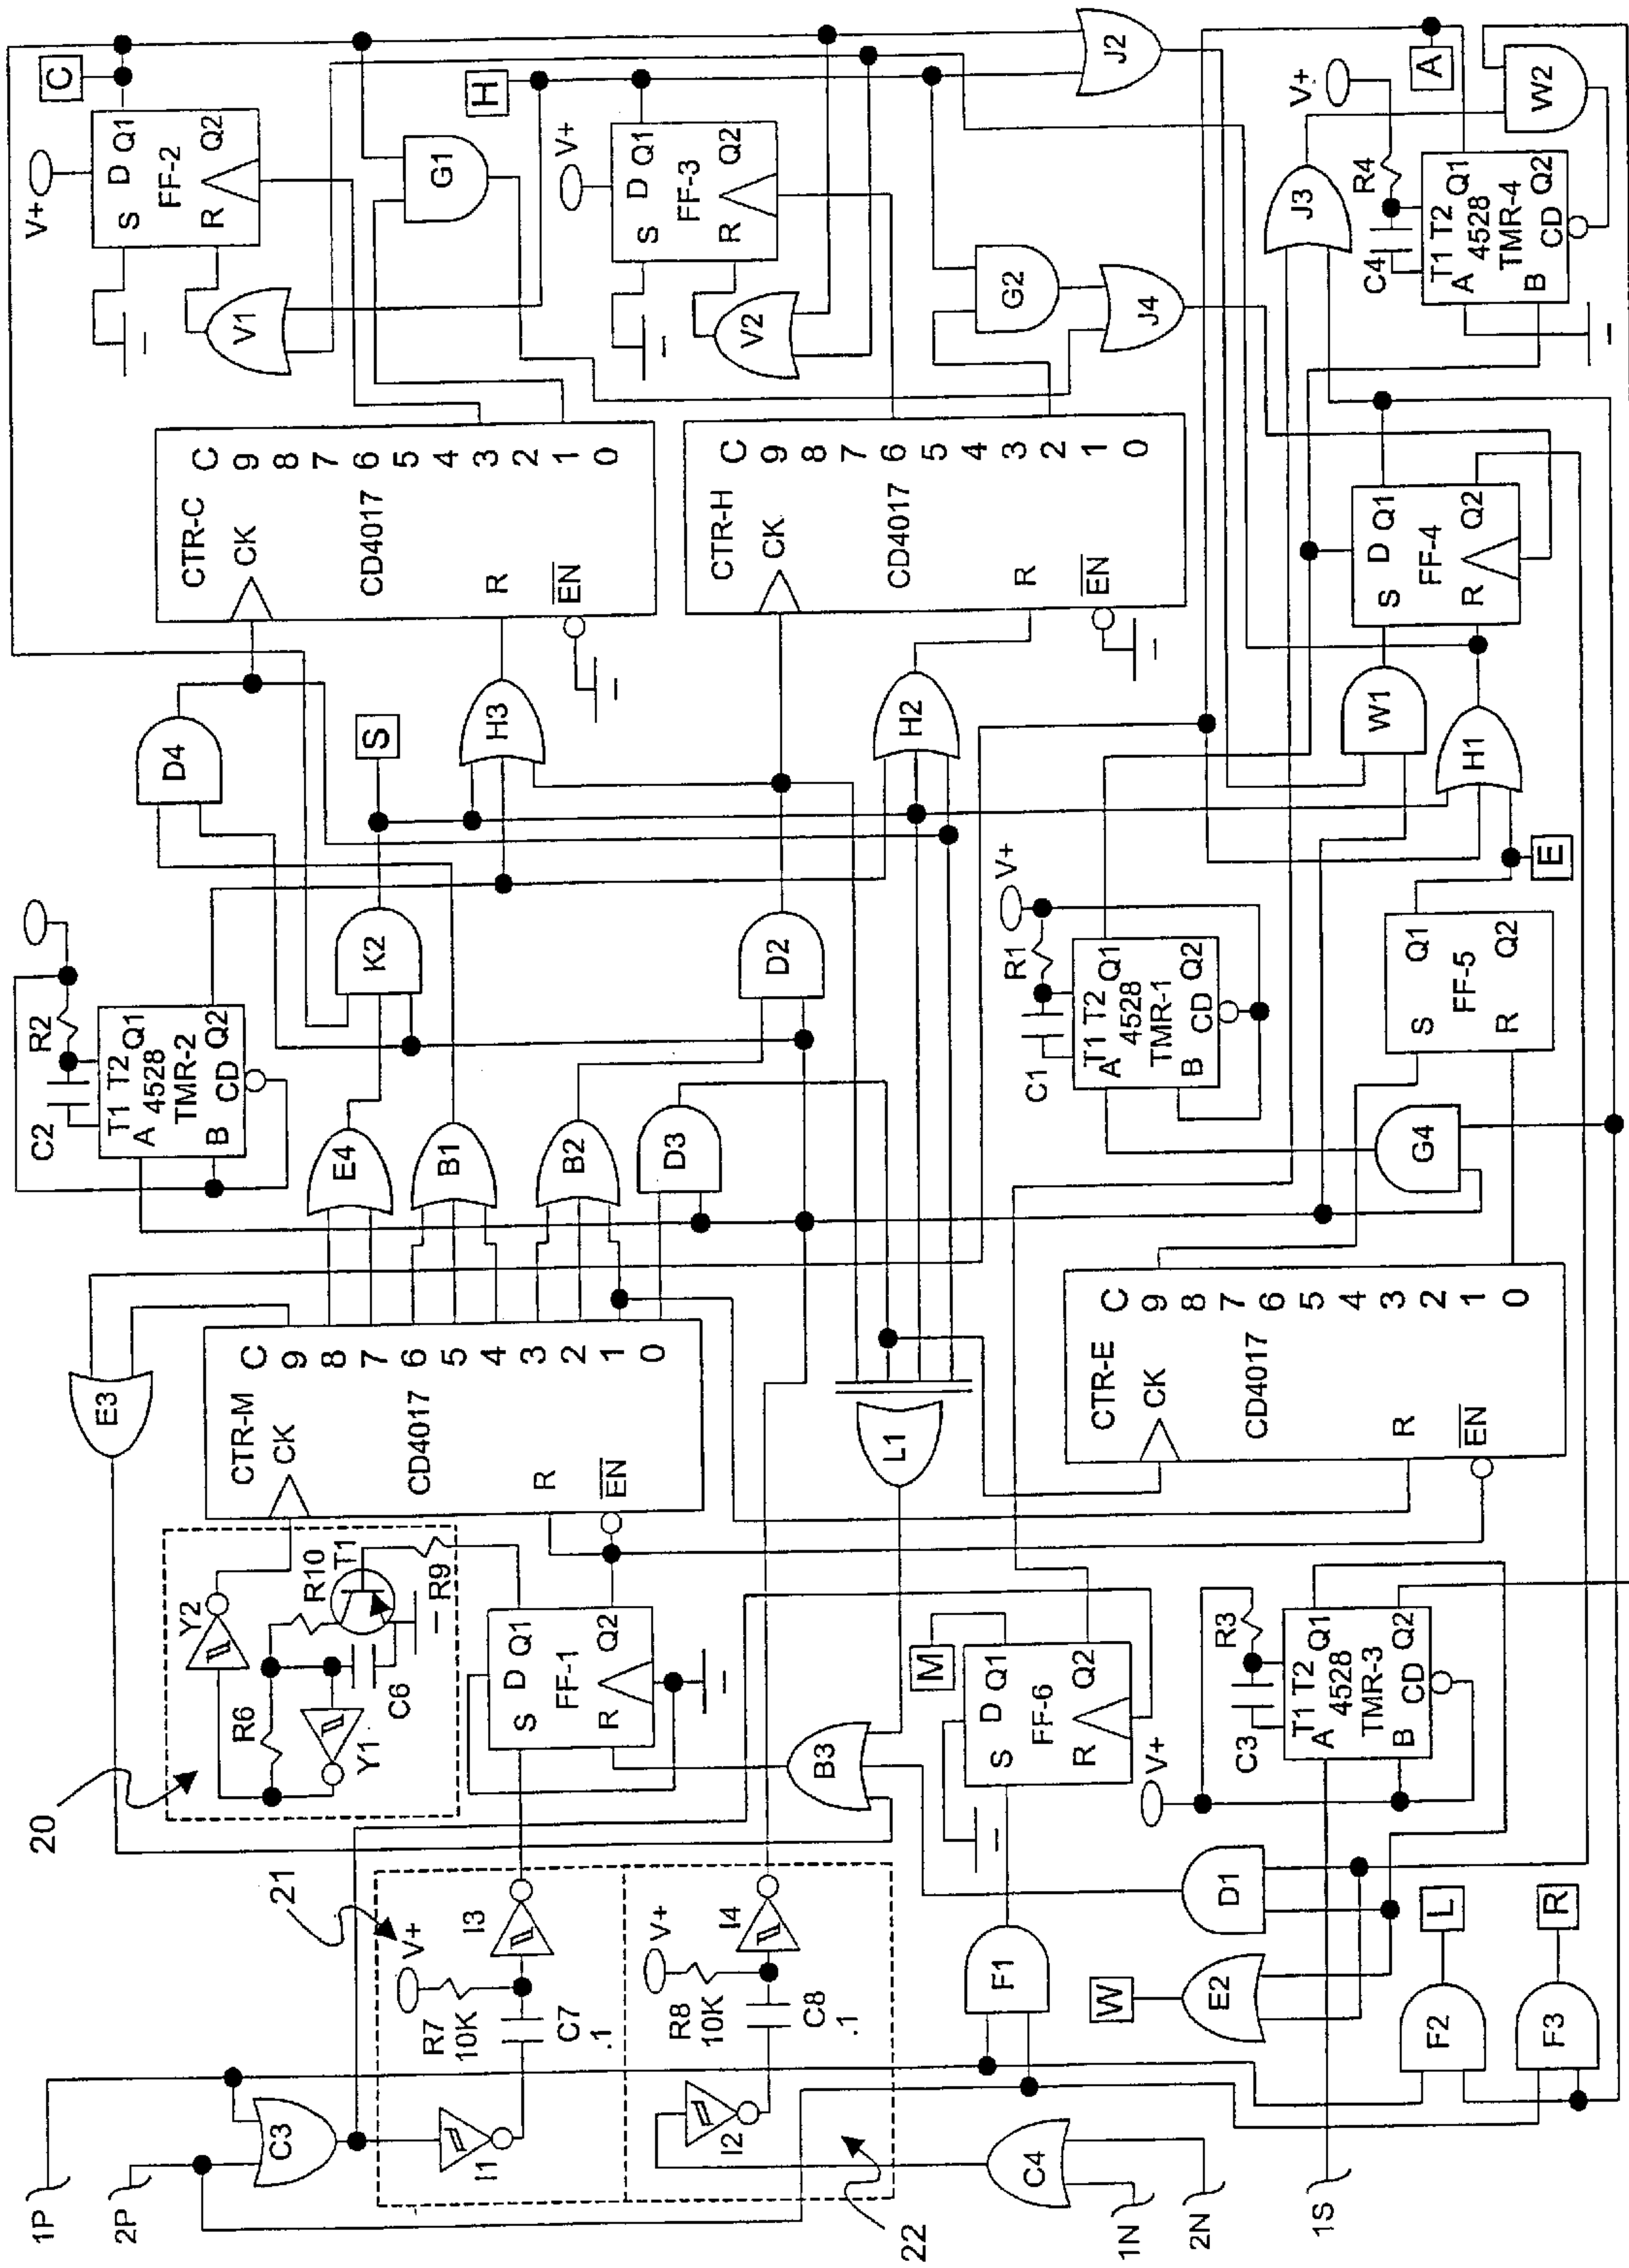 1P
2P
C3
20
21
22
I1
I2
I3
I4
V+
R7
10K
C7
.1
V+
R8
10K
C8
.1
C4
1N
2N
1S
Y2
R6
Y1
C6
R10
T1
R9
S D Q1
FF-1
R Q2
B3
E3
CTR-M
CK
CD4017
R
EN
C
9
8
7
6
5
4
3
2
1
0
M
S D Q1
FF-6
R Q2
F1
D1
E2
W
F2
L
F3
R
V+
C3
R3
T1 T2
A Q1
4528
TMR-3
B CD Q2
L1
CTR-E
CK
CD4017
R
EN
C
9
8
7
6
5
4
3
2
1
0
C2
R2
T1 T2
A Q1
4528
TMR-2
B CD Q2
E4
B1
B2
D3
K2
D4
D2
S
H3
H2
H1
C1
R1
V+
T1 T2
A Q1
4528
TMR-1
B CD Q2
G4
S Q1
FF-5
R Q2
E
W1
S D Q1
FF-4
R Q2
CTR-C
CK
CD4017
R
EN
C
9
8
7
6
5
4
3
2
1
0
CTR-H
CK
CD4017
R
EN
C
9
8
7
6
5
4
3
2
1
0
V+
C
S D Q1
FF-2
R Q2
V1
G1
H
V+
S D Q1
FF-3
R Q2
V2
G2
J4
J2
J3
V+
R4
C4
T1 T2
A Q1
4528
TMR-4
B CD Q2
A
W2